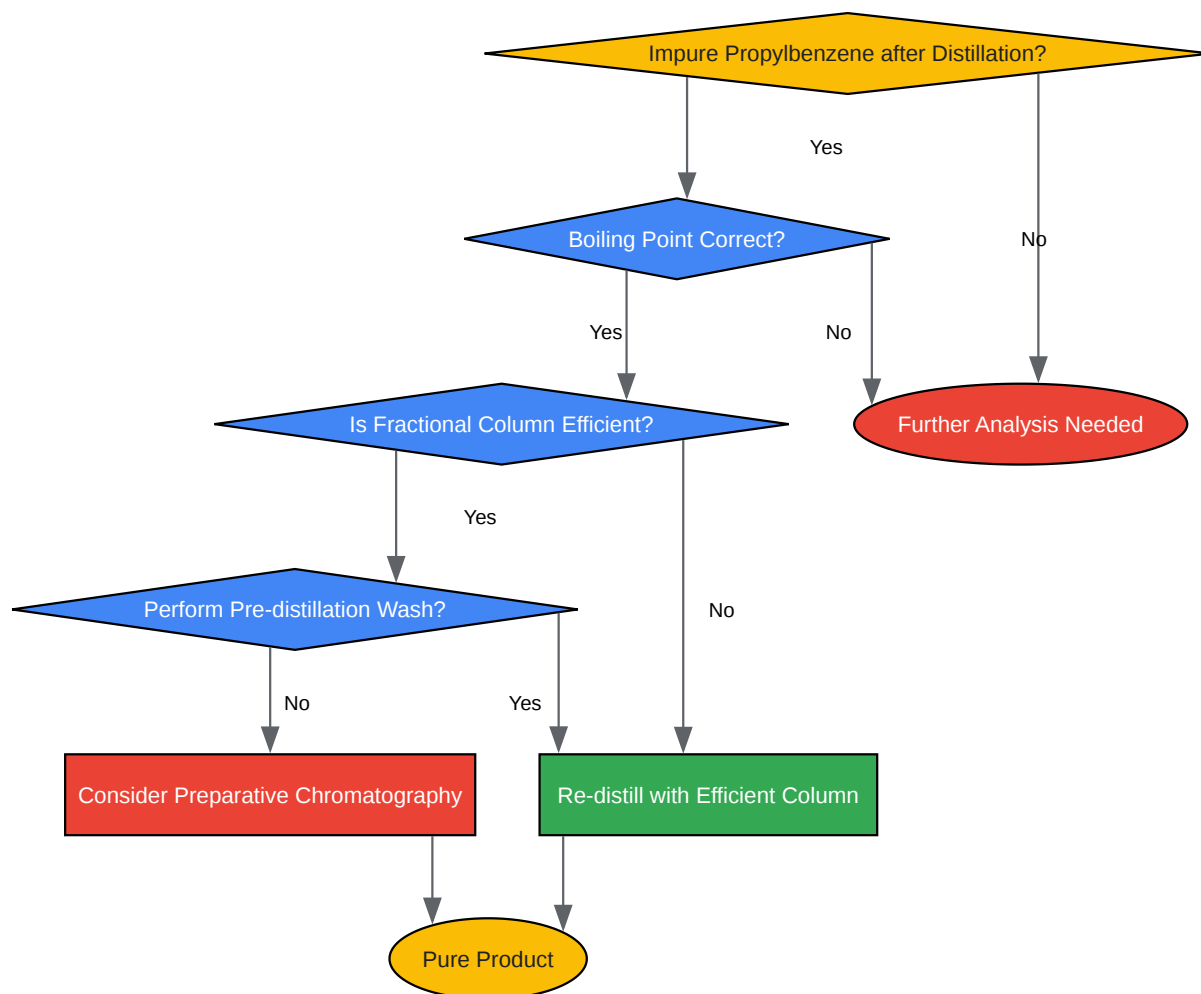 Impure Propylbenzene after Distillation?
Yes
Boiling Point Correct?
No
Yes
No
Is Fractional Column Efficient?
Further Analysis Needed
Yes
Perform Pre-distillation Wash?
No
No
Yes
Consider Preparative Chromatography
Re-distill with Efficient Column
Pure Product